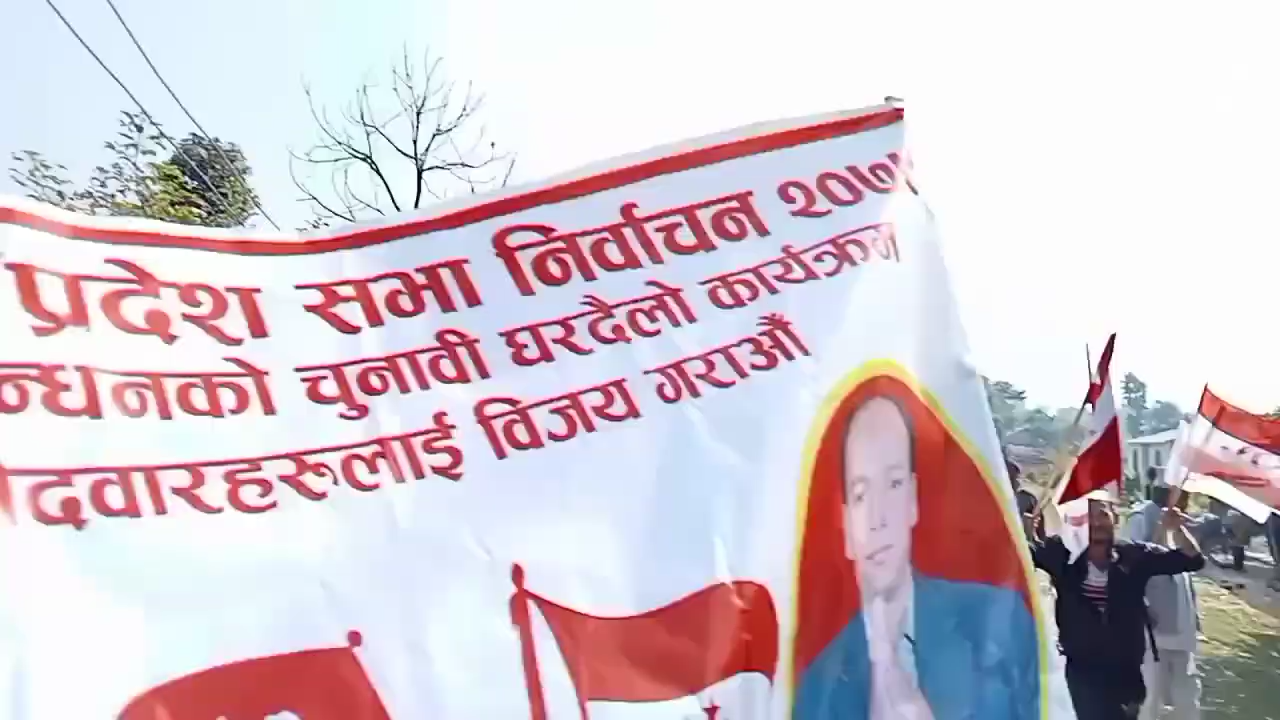 प्रदेश सभा निर्वाचन २०७
न्धनको चुनावी घरदैलो कार्यक्रम
दवारहरूलाई विजय गराऔं